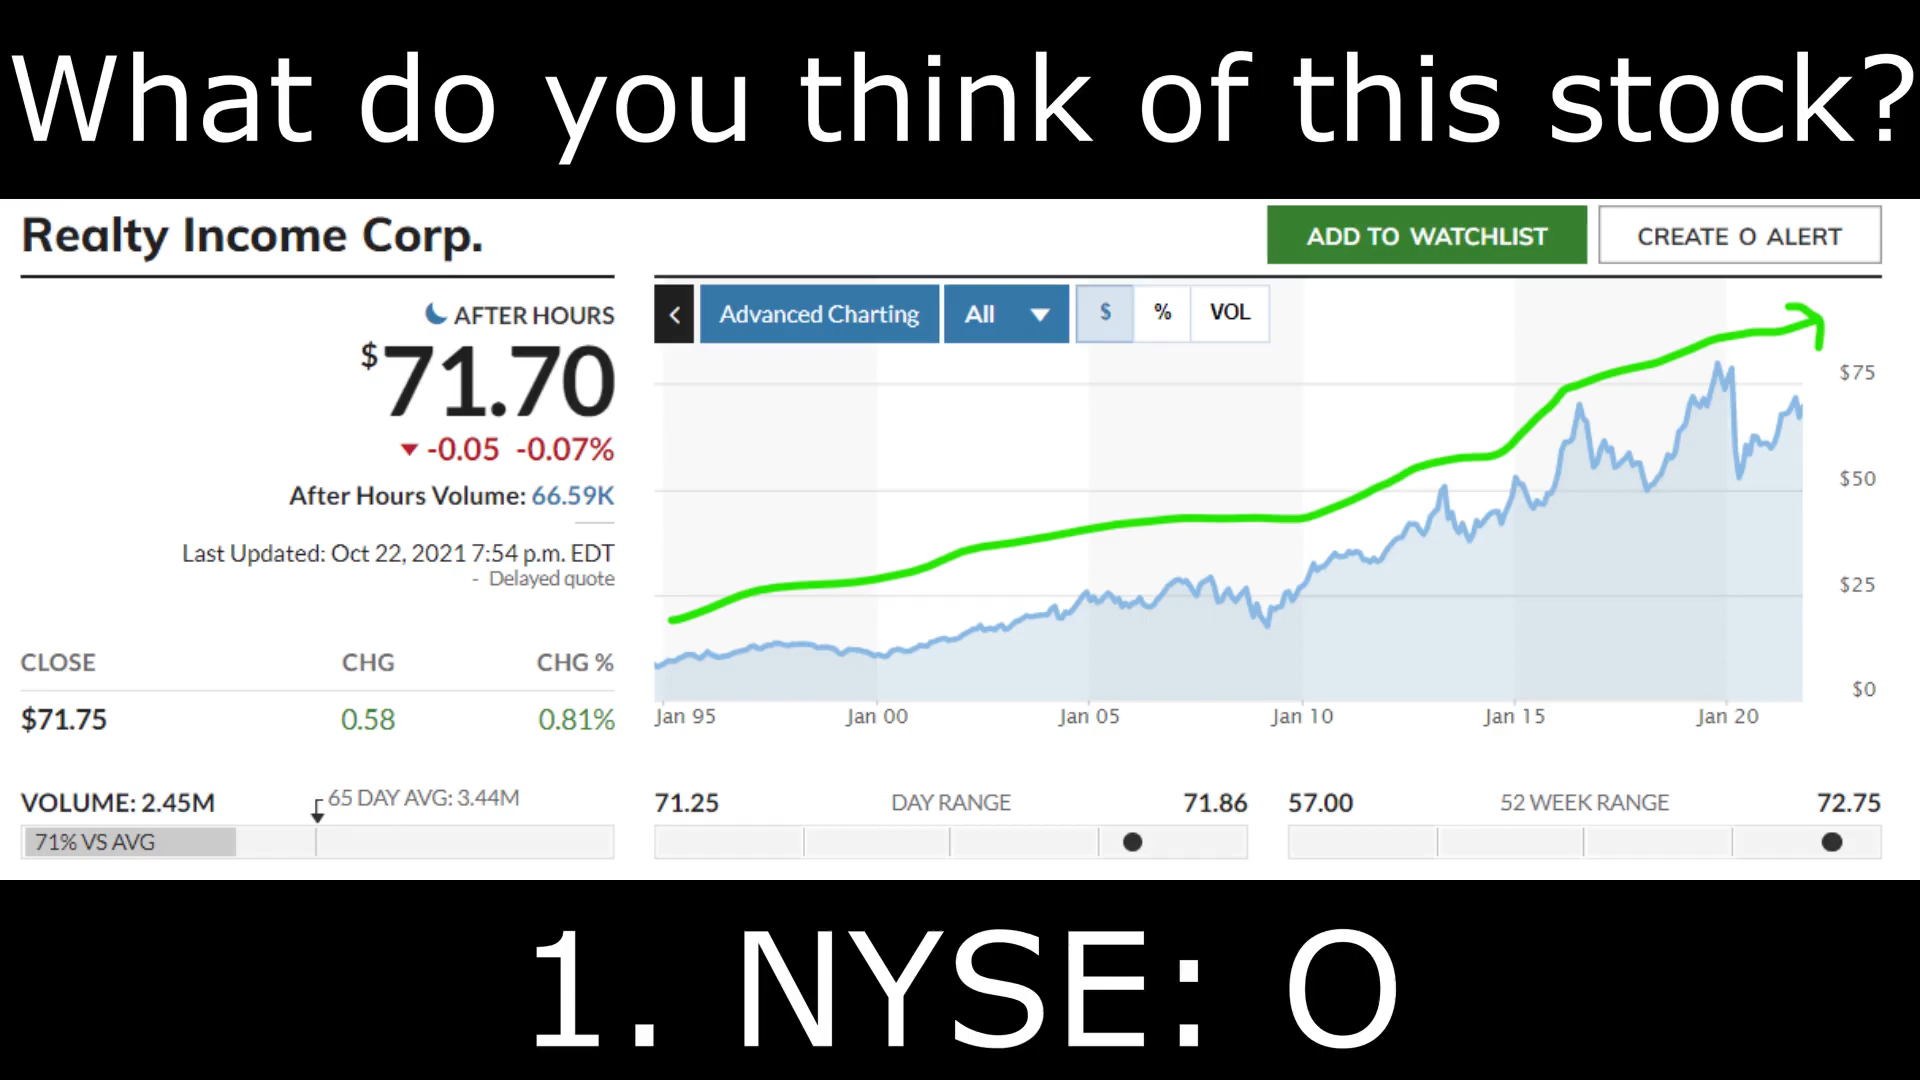 What do you think of this stock?
Realty Income Corp.
ADD TO WATCHLIST
CREATE O ALERT
AFTER HOURS
$71.70
-0.05 -0.07%
After Hours Volume: 66.59K
Last Updated: Oct 22, 2021 7:54 p.m. EDT
- Delayed quote
CLOSE CHG CHG %
$71.75 0.58 0.81%
VOLUME: 2.45M
65 DAY AVG: 3.44M
71% VS AVG
< Advanced Charting All $ % VOL
$75
$50
$25
$0
Jan 95 Jan 00 Jan 05 Jan 10 Jan 15 Jan 20
71.25 DAY RANGE 71.86
57.00 52 WEEK RANGE 72.75
1. NYSE: O